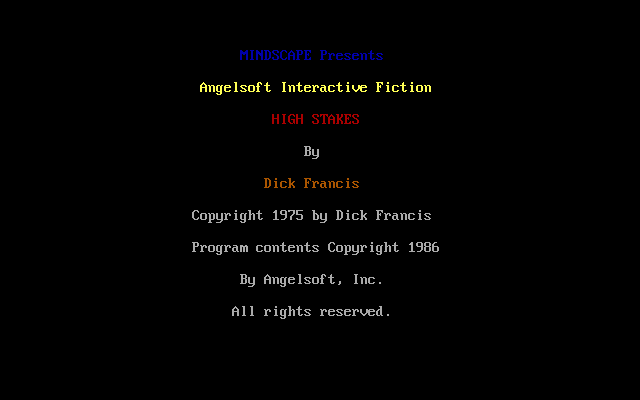 MINDSCAPE Presents
Angelsoft Interactive Fiction
HIGH STAKES
By
Dick Francis
Copyright 1975 by Dick Francis
Program contents Copyright 1986
By Angelsoft, Inc.
All rights reserved.